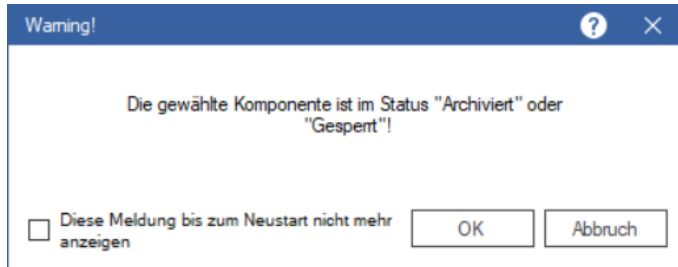 Warning!
Die gewählte Komponente ist im Status "Archiviert" oder
"Gesperrt"!
Diese Meldung bis zum Neustart nicht mehr
anzeigen
OK
Abbruch